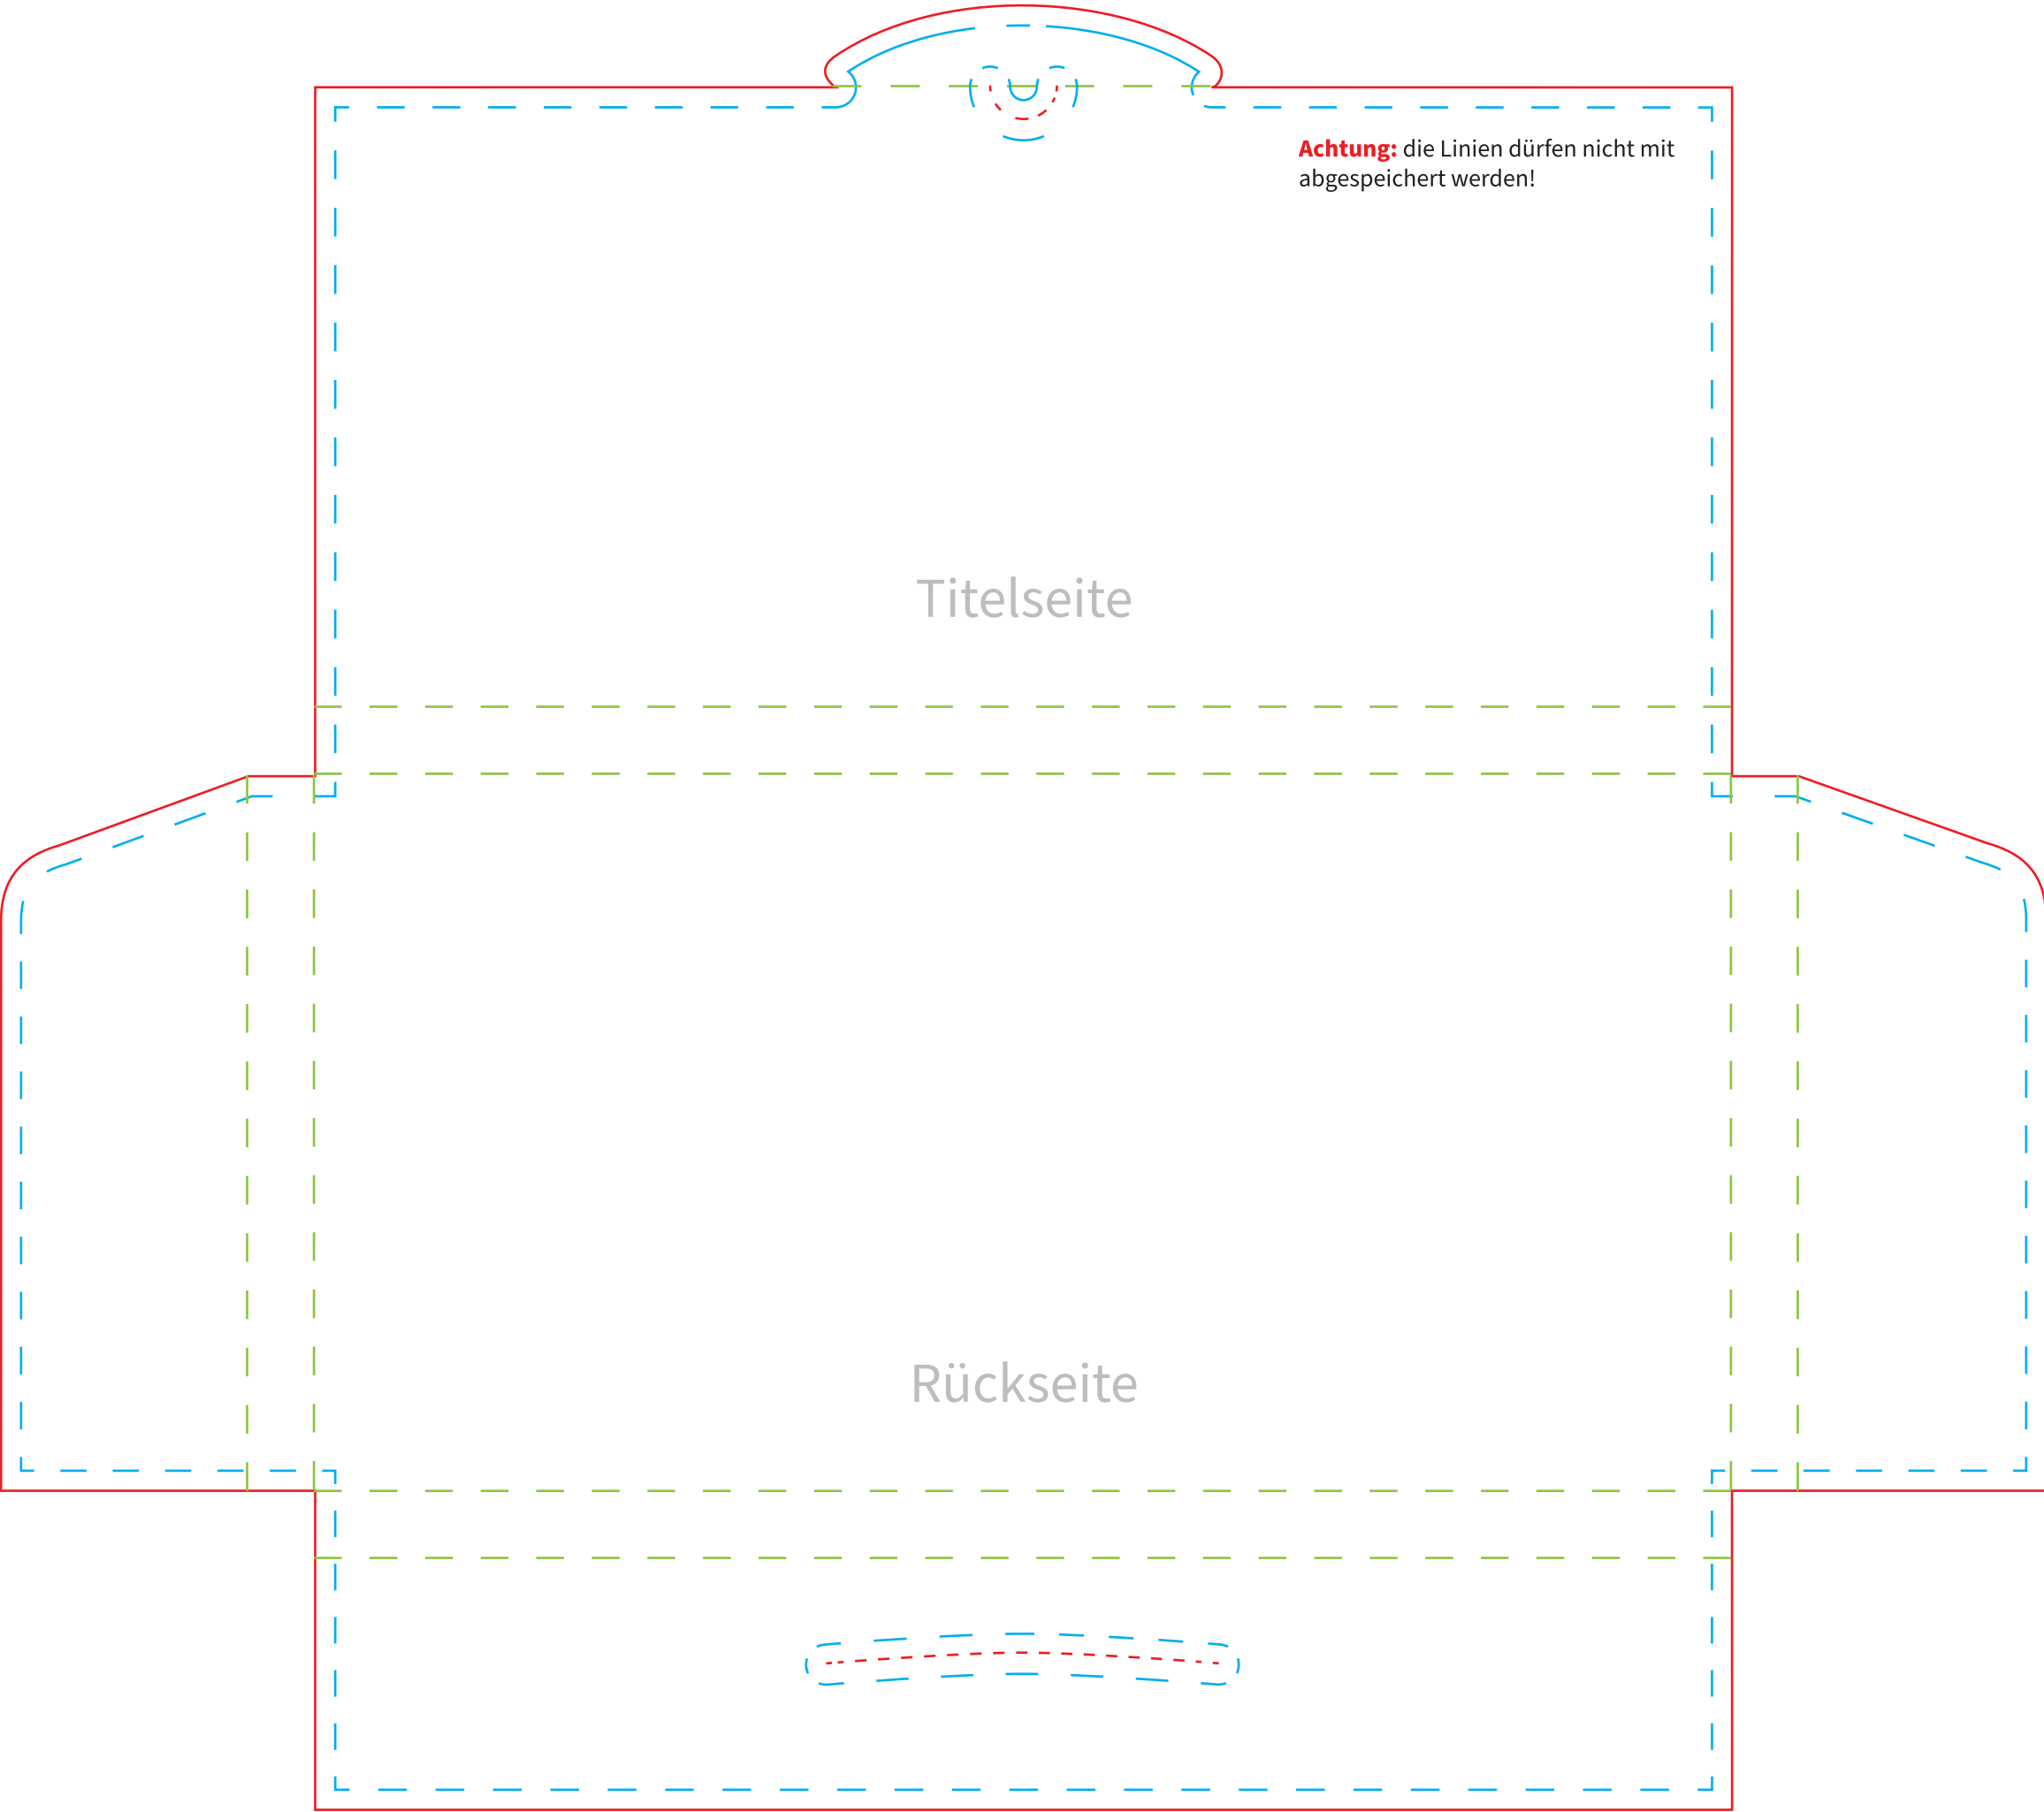 Achtung: die Linien dürfen nicht mit
abgespeichert werden!
Titelseite
Rückseite